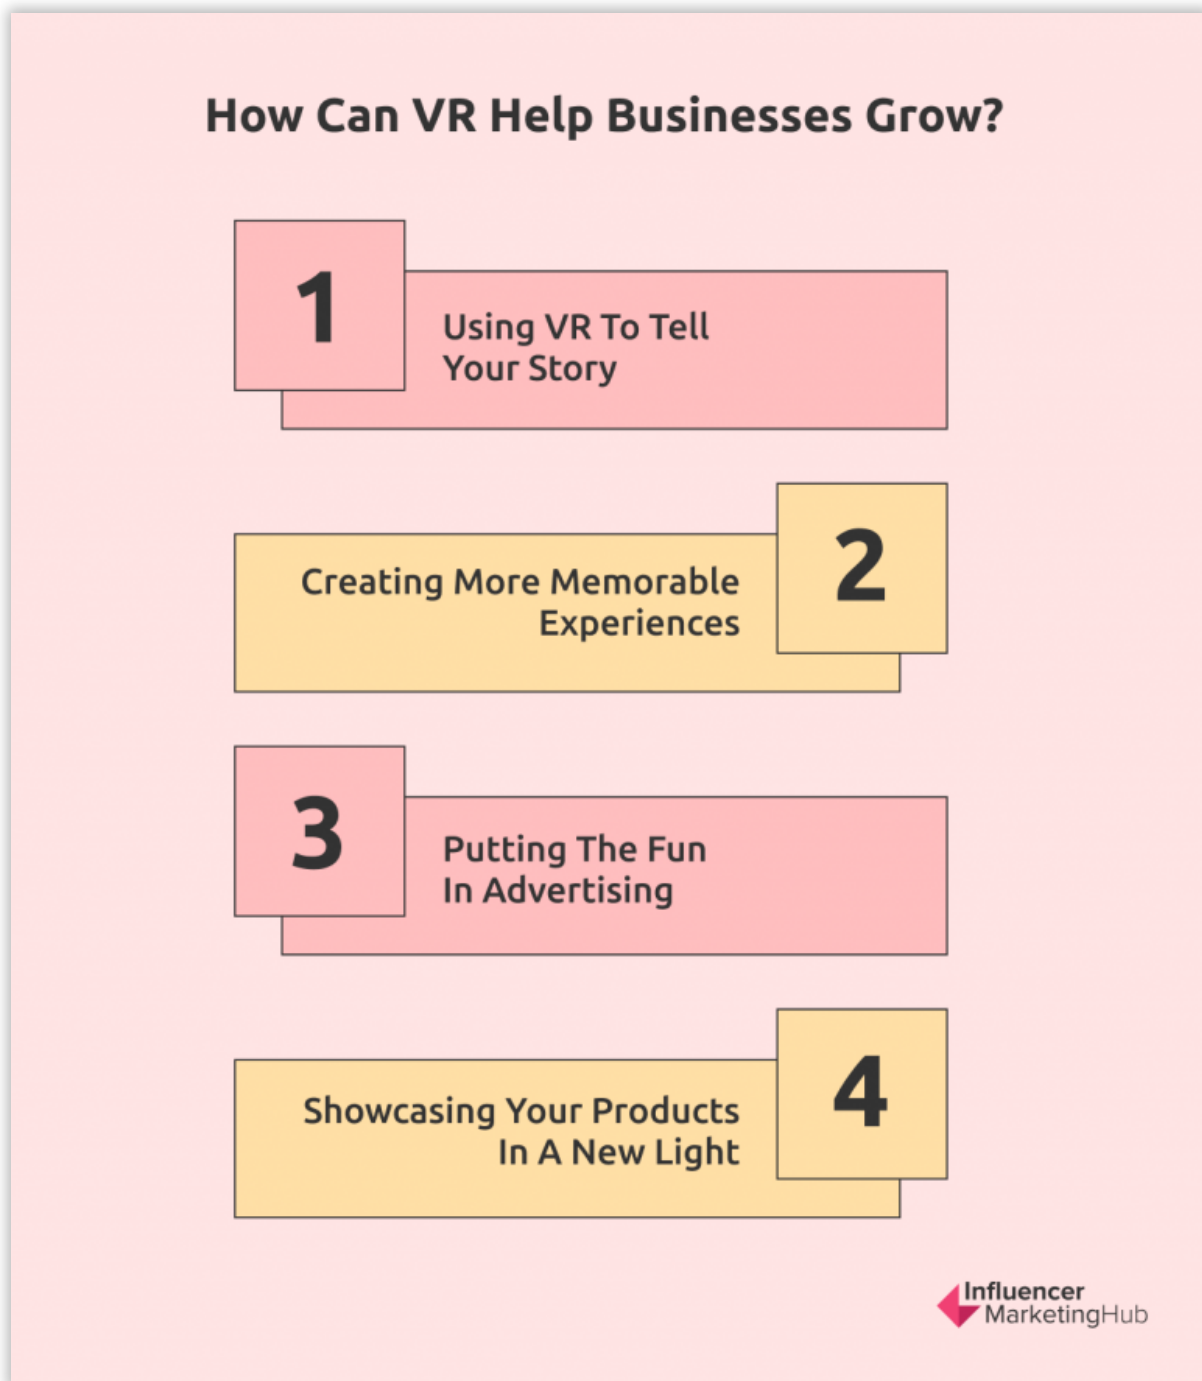 How Can VR Help Businesses Grow?
1
Using VR To Tell
Your Story
2
Creating More Memorable
Experiences
3
Putting The Fun
In Advertising
4
Showcasing Your Products
In A New Light
Influencer
MarketingHub